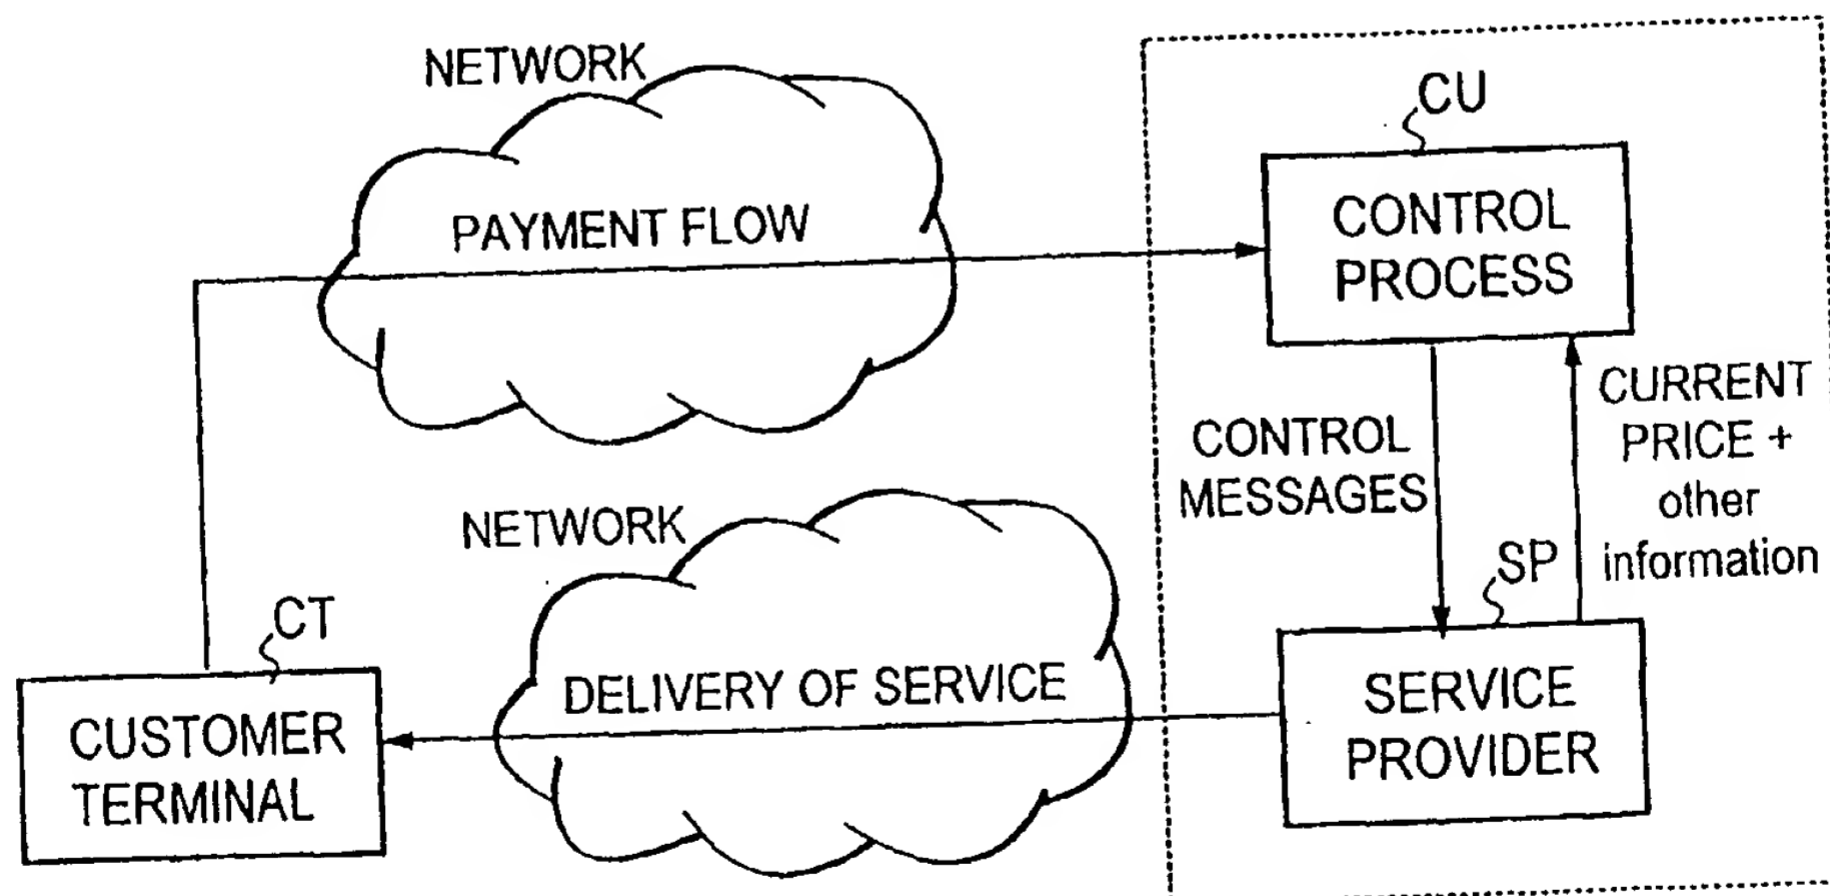 NETWORK
CU
CONTROL
PROCESS
PAYMENT FLOW
CURRENT
PRICE +
other
information
CONTROL
MESSAGES
NETWORK
SP
CT
DELIVERY OF SERVICE
SERVICE
PROVIDER
CUSTOMER
TERMINAL